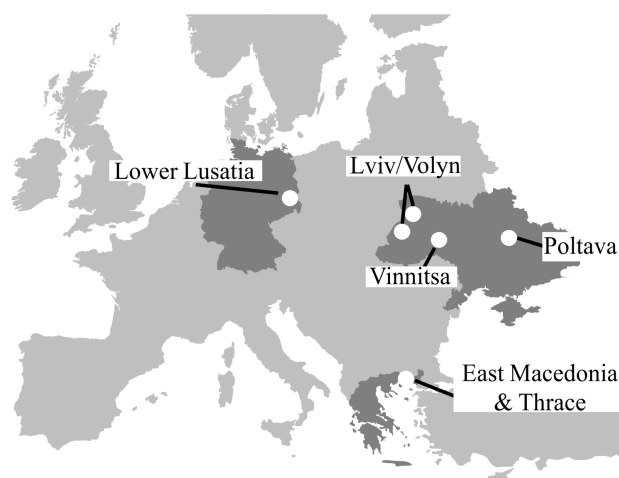 Lower Lusatia
Lviv/Volyn
Poltava
Vinnitsa
East Macedonia
& Thrace